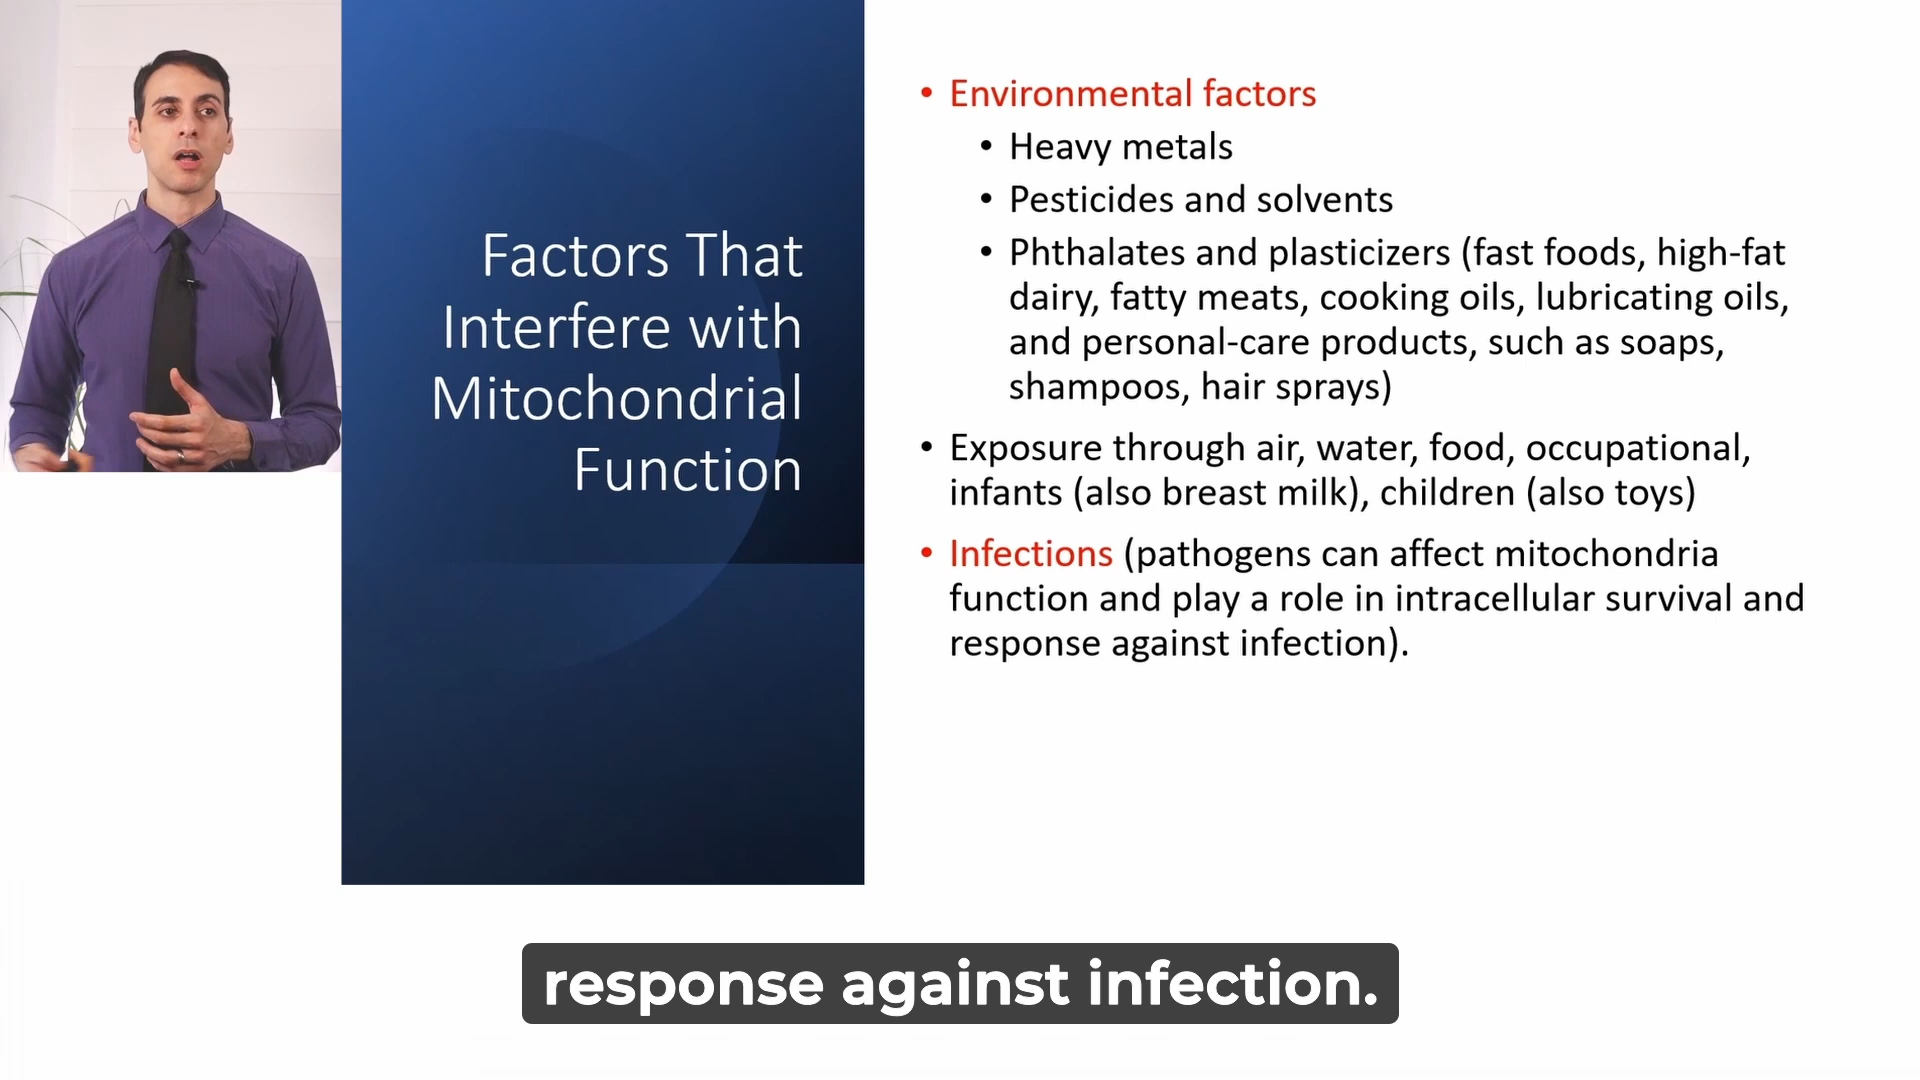 Factors That
Interfere with
Mitochondrial
Function
• Environmental factors
• Heavy metals
• Pesticides and solvents
• Phthalates and plasticizers (fast foods, high-fat
dairy, fatty meats, cooking oils, lubricating oils,
and personal-care products, such as soaps,
shampoos, hair sprays)
• Exposure through air, water, food, occupational,
infants (also breast milk), children (also toys)
• Infections (pathogens can affect mitochondria
function and play a role in intracellular survival and
response against infection).
response against infection.